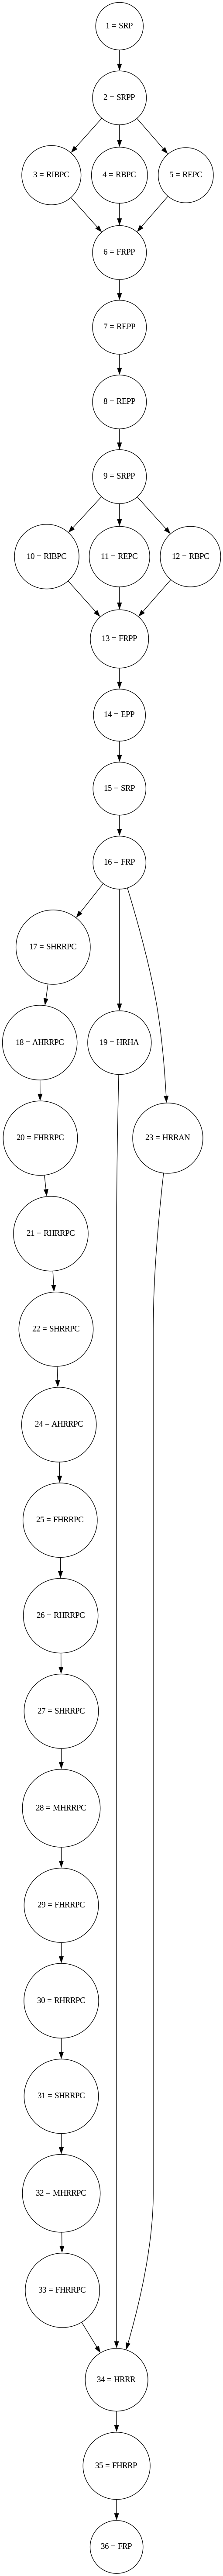 1 = SRP
2 = SRPP
3 = RIBPC
4 = RBPC
5 = REPC
6 = FRPP
7 = REPP
8 = REPP
9 = SRPP
10 = RIBPC
11 = REPC
12 = RBPC
13 = FRPP
14 = EPP
15 = SRP
16 = FRP
17 = SHRRPC
18 = AHRRPC
19 = HRHA
20 = FHRRPC
23 = HRRAN
21 = RHRRPC
22 = SHRRPC
24 = AHRRPC
25 = FHRRPC
26 = RHRRPC
27 = SHRRPC
28 = MHRRPC
29 = FHRRPC
30 = RHRRPC
31 = SHRRPC
32 = MHRRPC
33 = FHRRPC
34 = HRRR
35 = FHRRP
36 = FRP